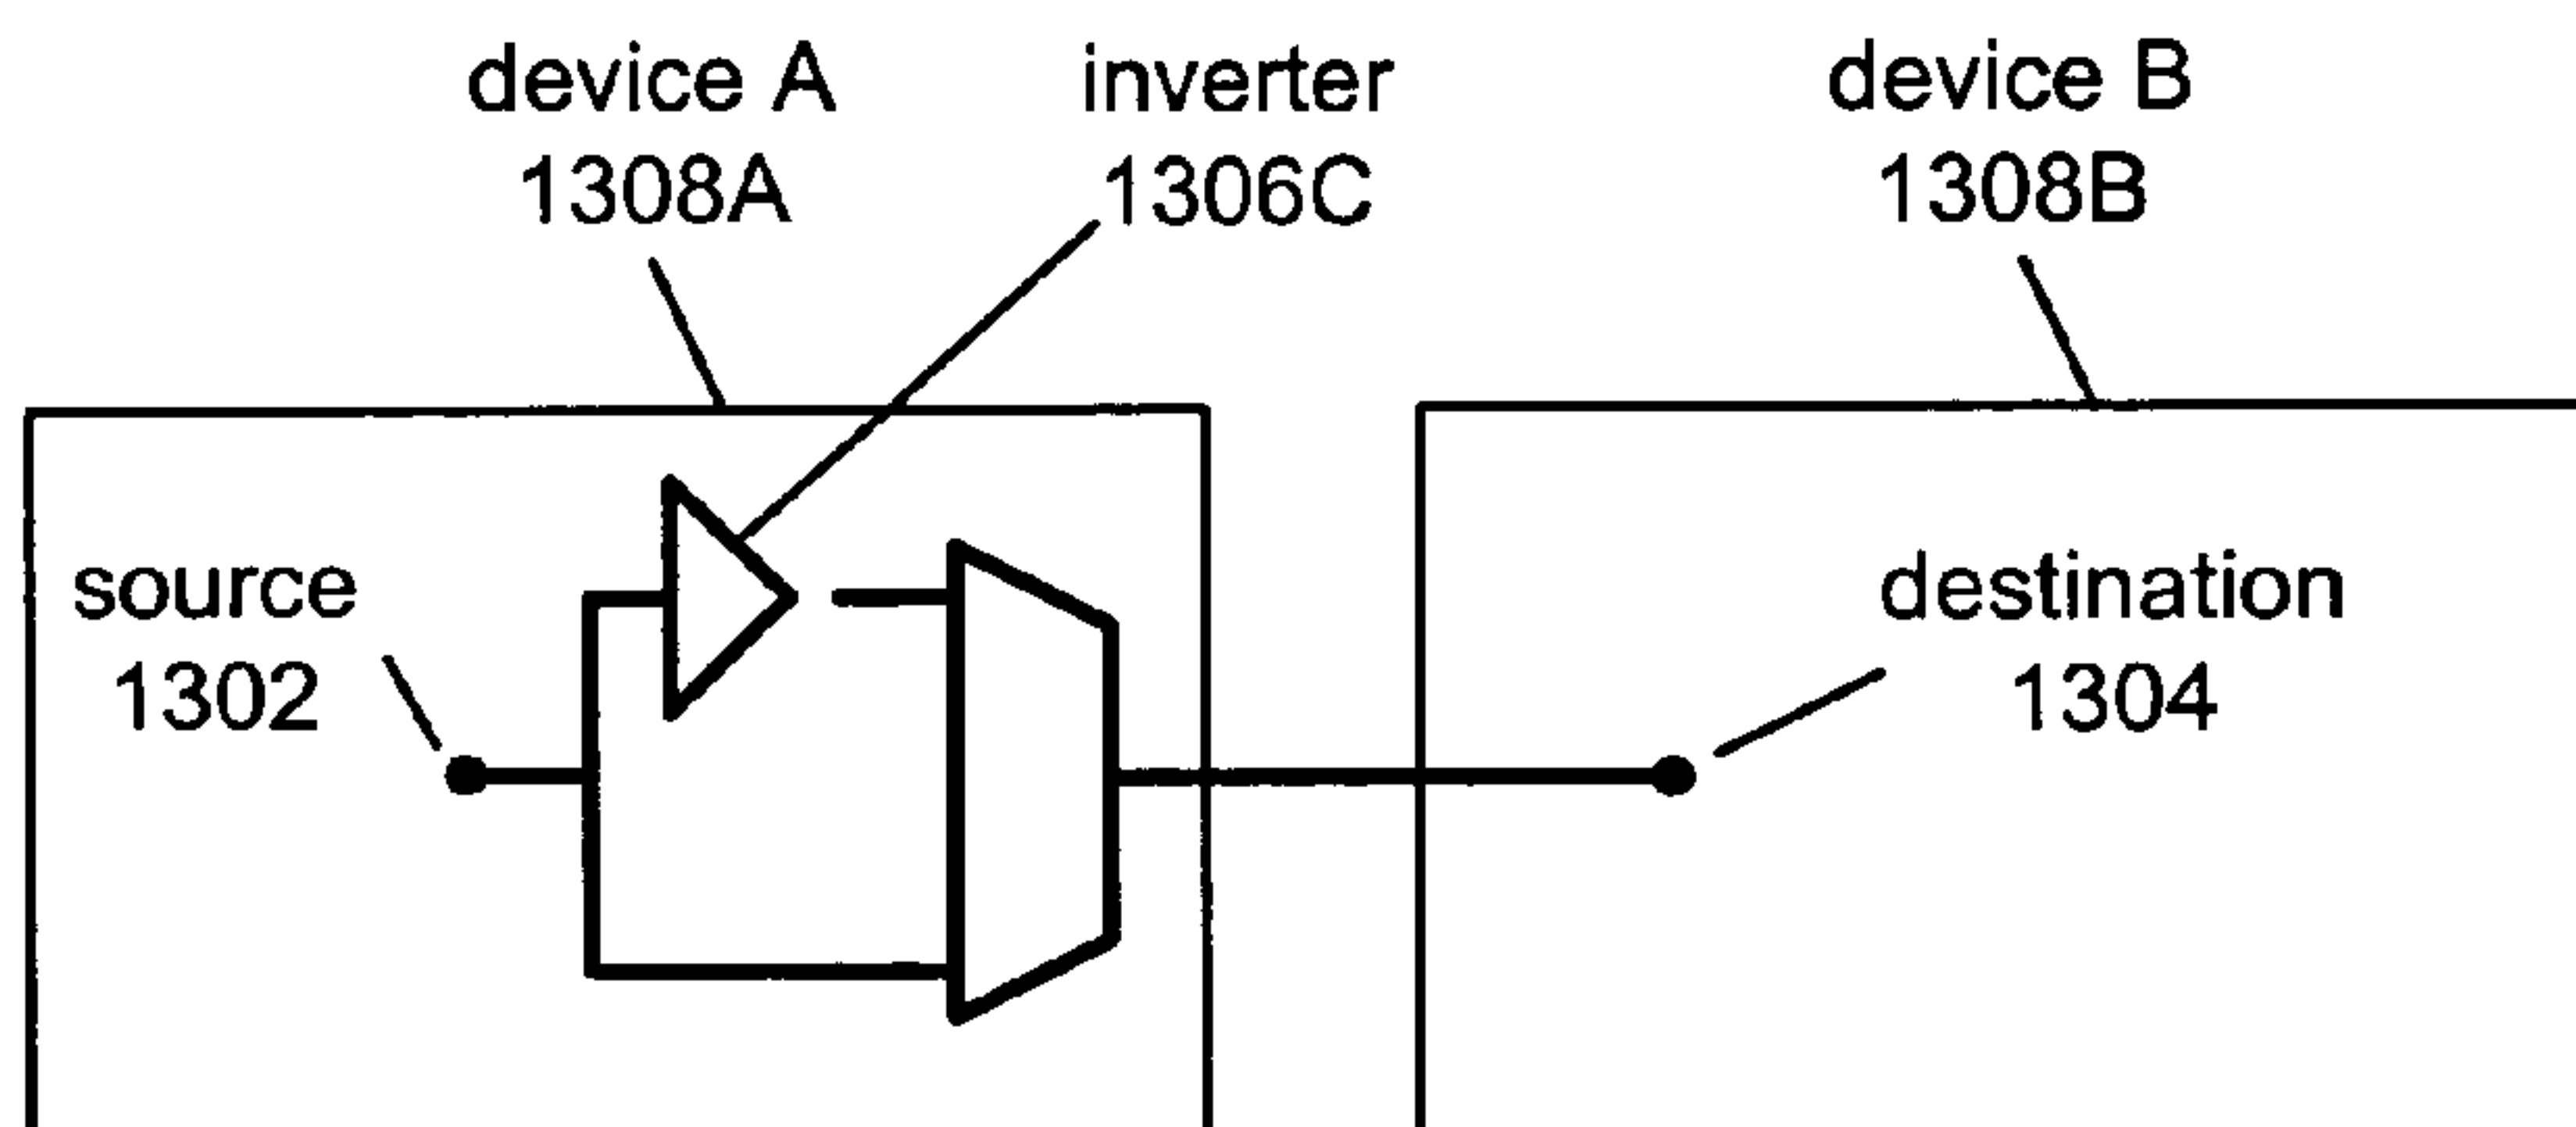 device A
1308A
inverter
1306C
device B
1308B
source
1302
destination
1304